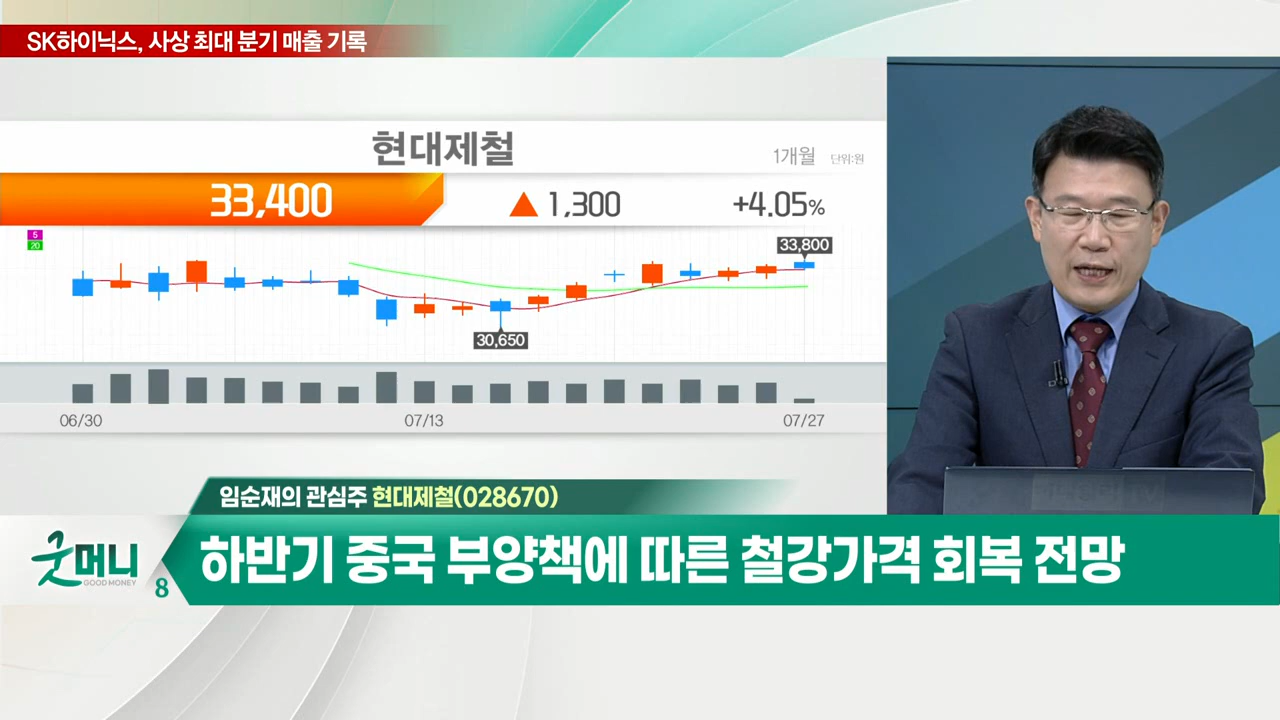 SK하이닉스, 사상 최대 분기 매출 기록
현대제철
1개월 단위:원
33,400 ▲ 1,300 +4.05%
5
20
33,800
30,650
06/30 07/13 07/27
임순재의 관심주 현대제철(028670)
굿머니
GOOD MONEY
8
하반기 중국 부양책에 따른 철강가격 회복 전망